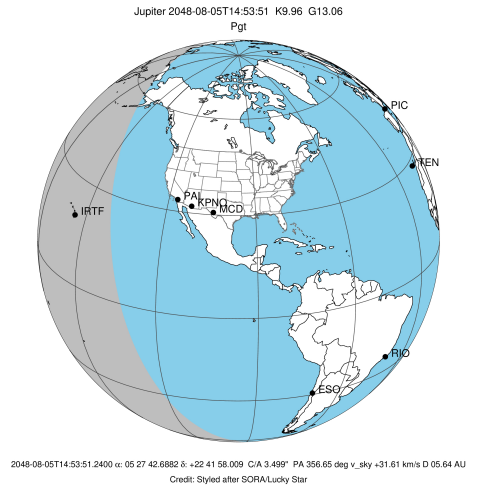 Jupiter 2048-08-05T14:53:51 K9.96 G13.06
Pgt
PIC
TEN
PAL
KPNO
MCD
IRTF
RIO
ESO
2048-08-05T14:53:51.2400 α: 05 27 42.6882 δ: +22 41 58.009 C/A 3.499" PA 356.65 deg v_sky +31.61 km/s D 05.64 AU
Credit: Styled after SORA/Lucky Star